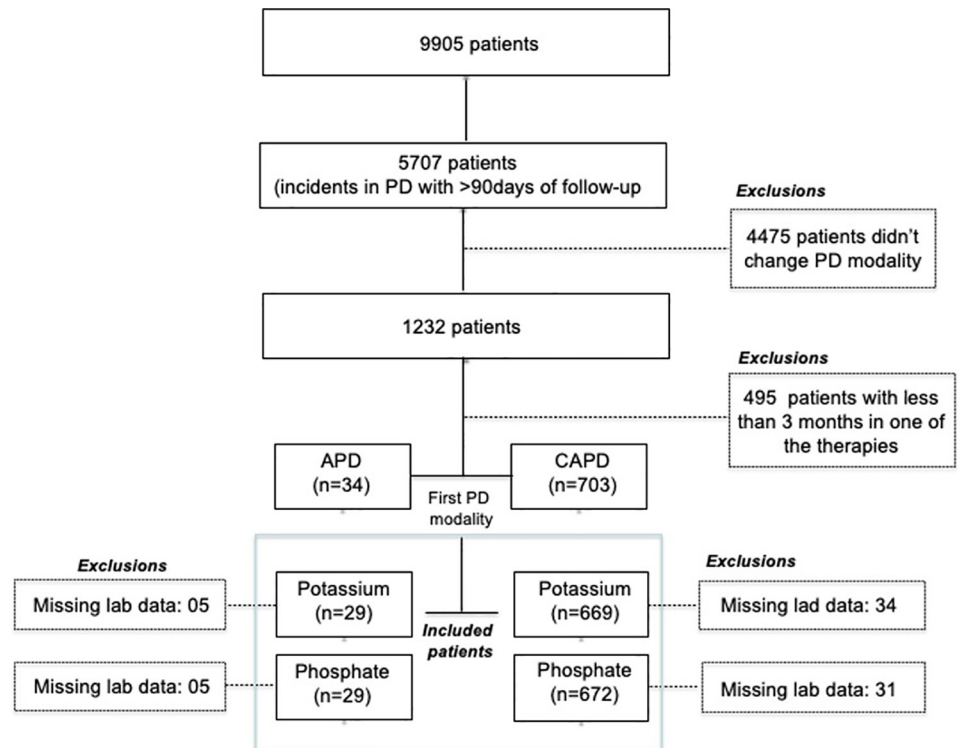 9905 patients
5707 patients
(incidents in PD with >90days of follow-up
Exclusions
4475 patients didn't
change PD modality
1232 patients
Exclusions
495 patients with less
than 3 months in one of
the therapies
APD
(n=34)
CAPD
(n=703)
First PD
modality
Exclusions
Missing lab data: 05
Potassium
(n=29)
Potassium
(n=669)
Exclusions
Missing lad data: 34
Included
patients
Missing lab data: 05
Phosphate
(n=29)
Phosphate
(n=672)
Missing lab data: 31